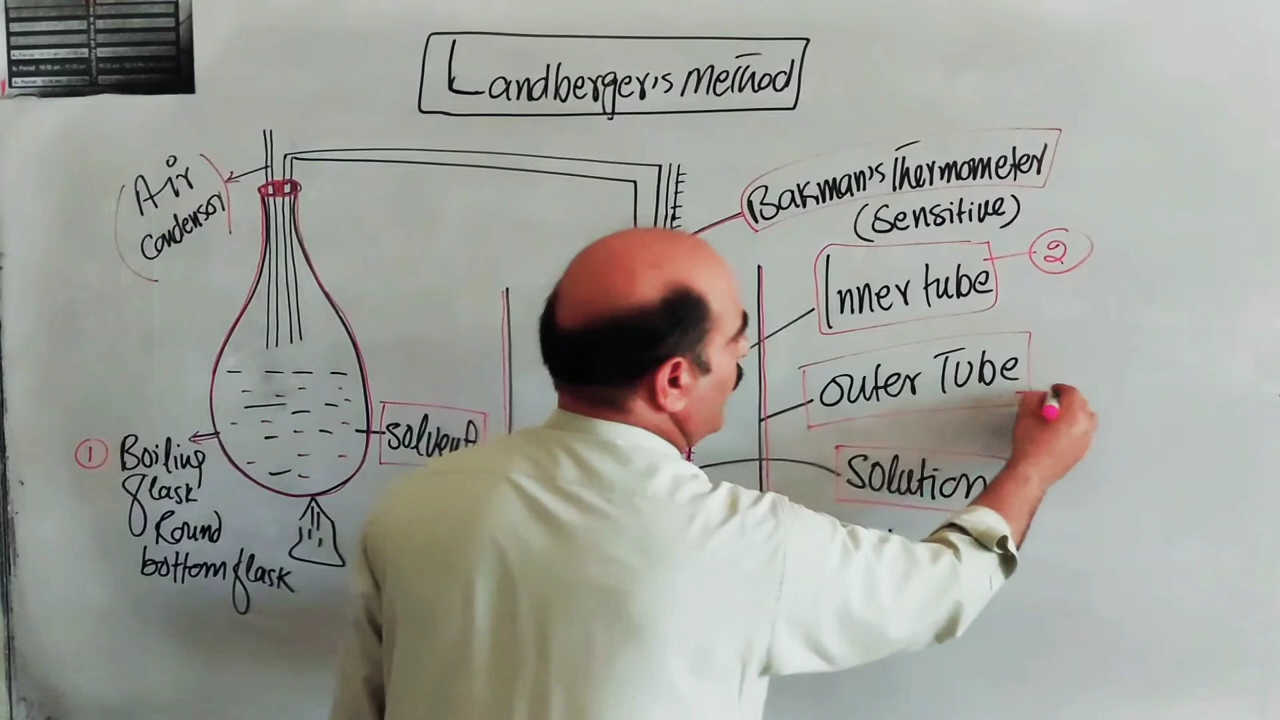 Landberger's Method
Air
Condensor
Bakman's Thermometer
(Sensitive)
Inner tube
2
outer Tube
solvent
Solution
1 Boiling
flask
Round
bottom flask